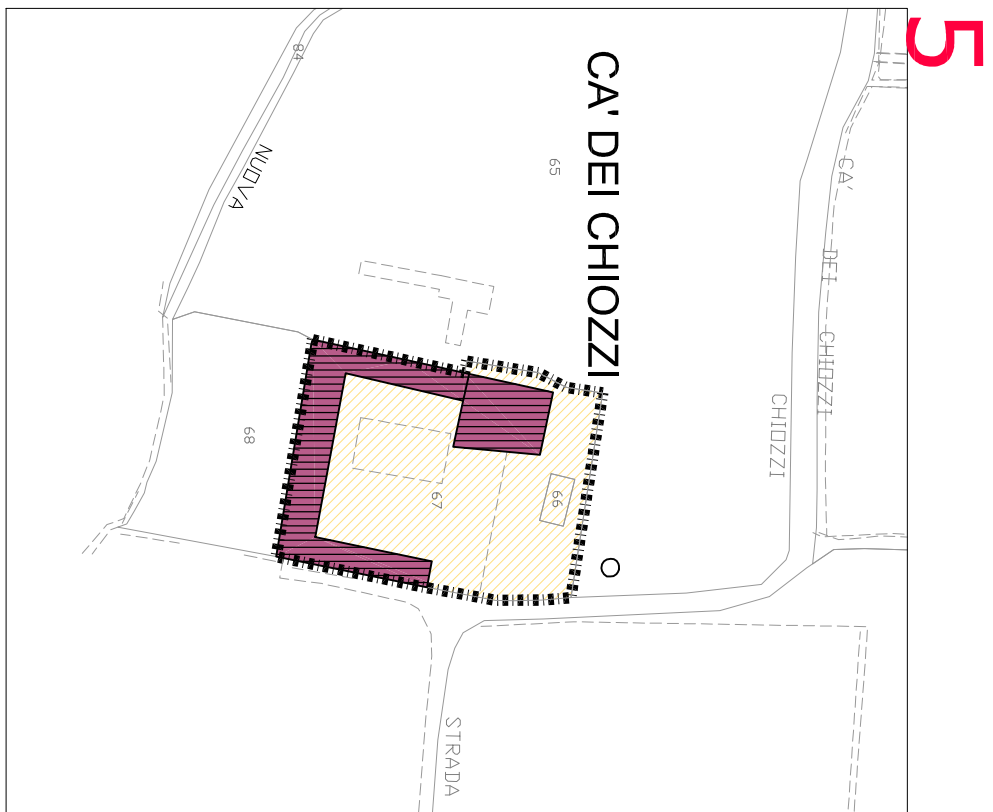 5
CA' DEI CHIOZZI
CA' DEI CHIOZZI
CHIOZZI
65
84
NUOVA
66
67
68
STRADA